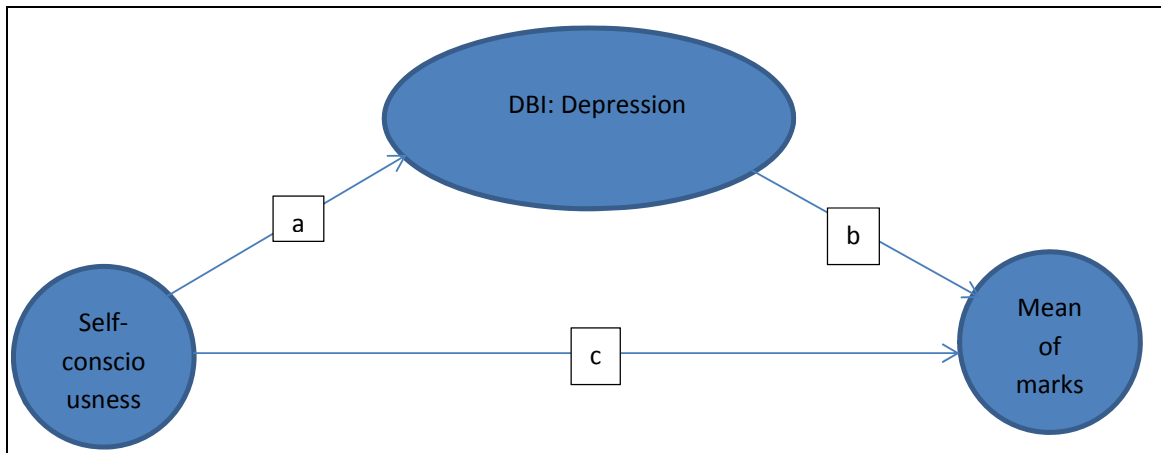 DBI: Depression
a
b
Self-
conscio
usness
c
Mean
of
marks